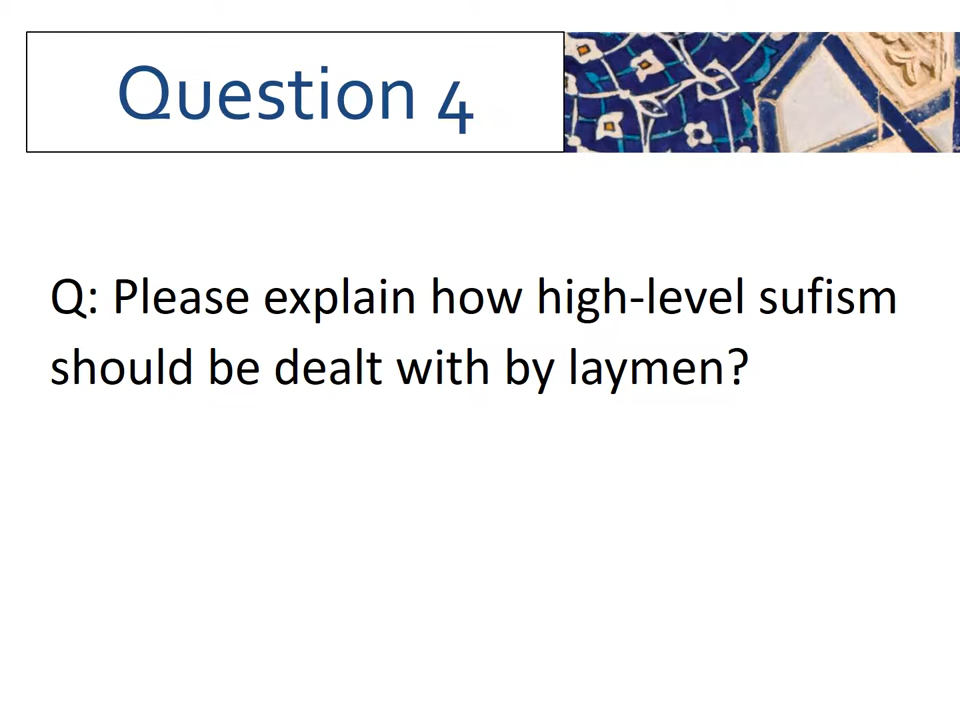 Question 4
Q: Please explain how high-level sufism
should be dealt with by laymen?